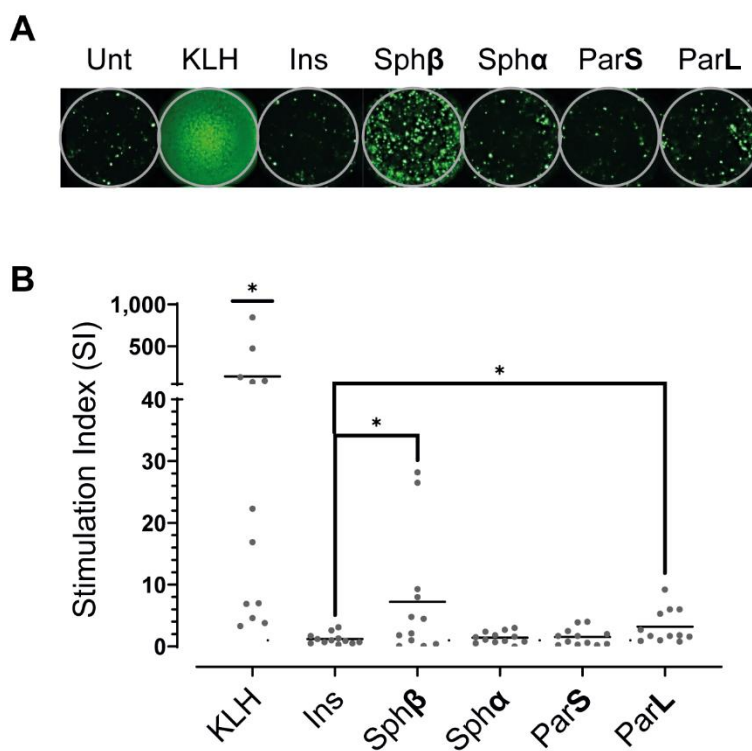 A
Unt KLH Ins Sphβ Sphα ParS ParL
B
Stimulation Index (SI)
1,000
500
40
30
20
10
0
*
*
*
KLH Ins Sphβ Sphα ParS ParL